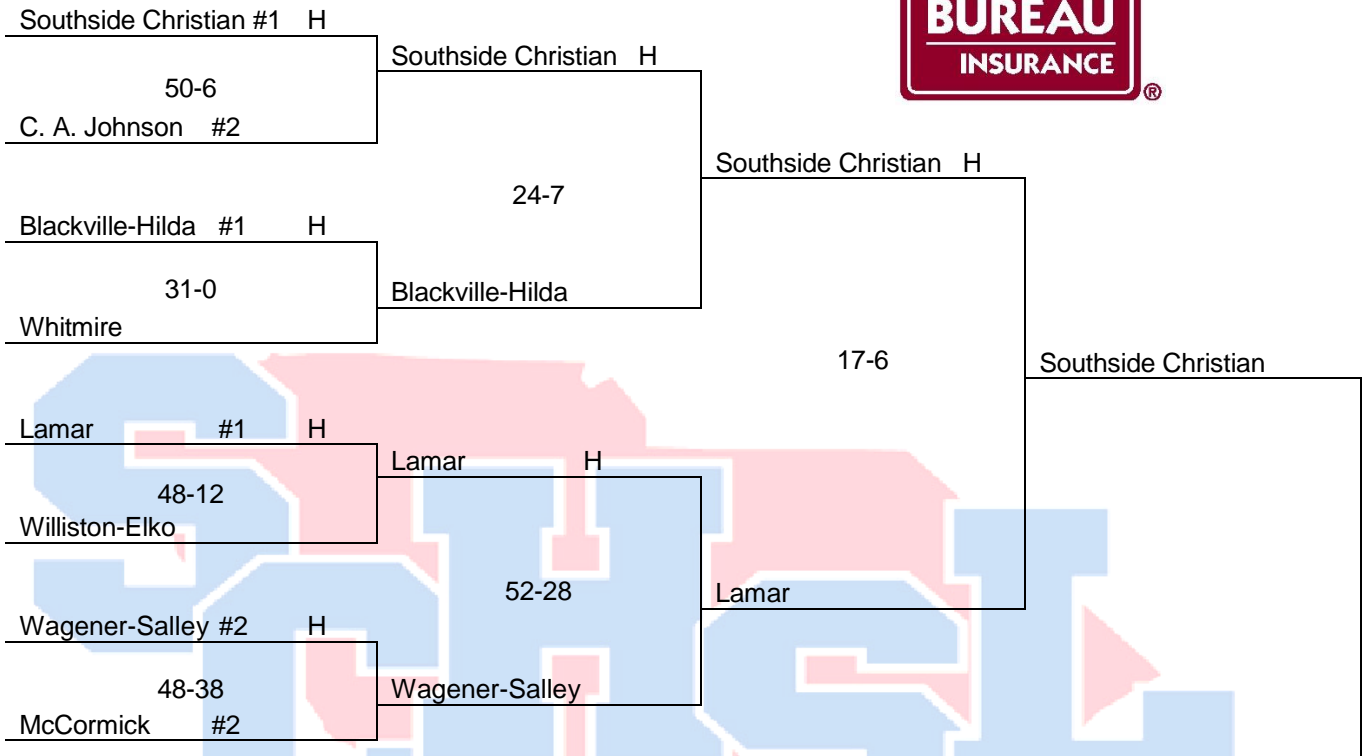 BUREAU
INSURANCE
®
Southside Christian #1 H
50-6
C. A. Johnson #2
Southside Christian H
24-7
Blackville-Hilda #1 H
31-0
Whitmire
Blackville-Hilda
Southside Christian H
17-6
Southside Christian
Lamar #1 H
48-12
Williston-Elko
Lamar H
52-28
Lamar
Wagener-Salley #2 H
48-38
McCormick #2
Wagener-Salley
SCHSL